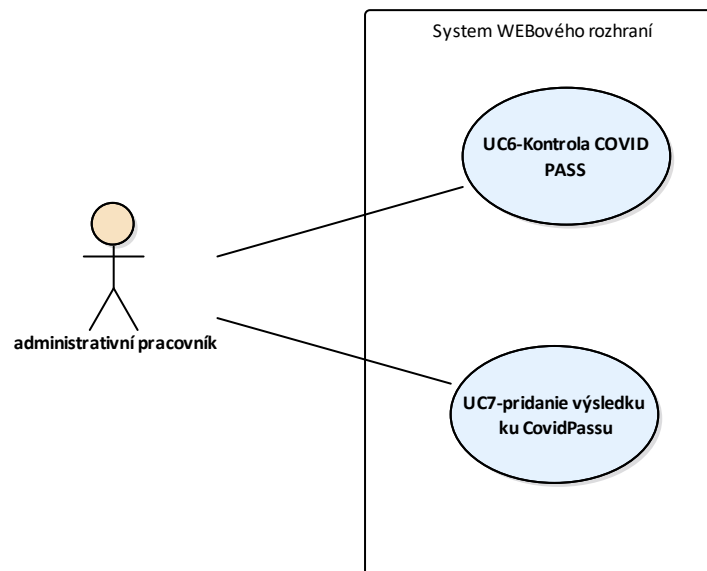 System WEBového rozhraní
UC6-Kontrola COVID
PASS
administrativní pracovník
UC7-pridanie výsledku
ku CovidPassu